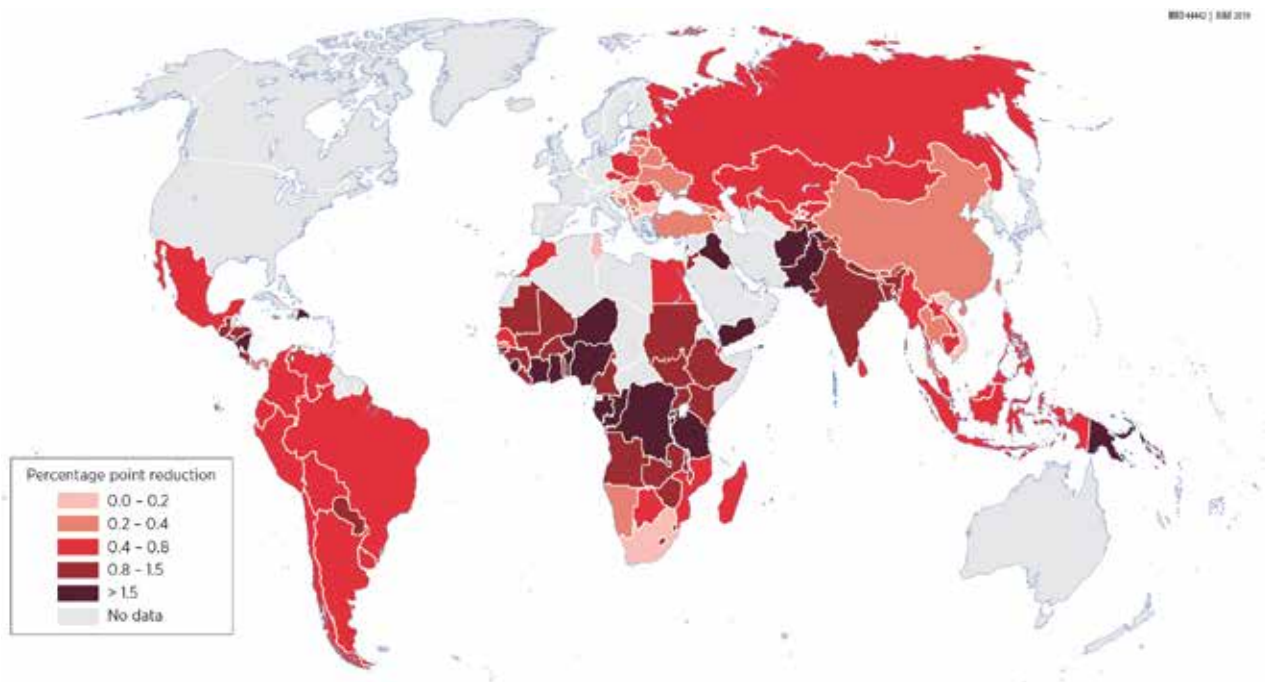 Percentage point reduction
0.0 – 0.2
0.2 – 0.4
0.4 – 0.8
0.8 – 1.5
> 1.5
No data